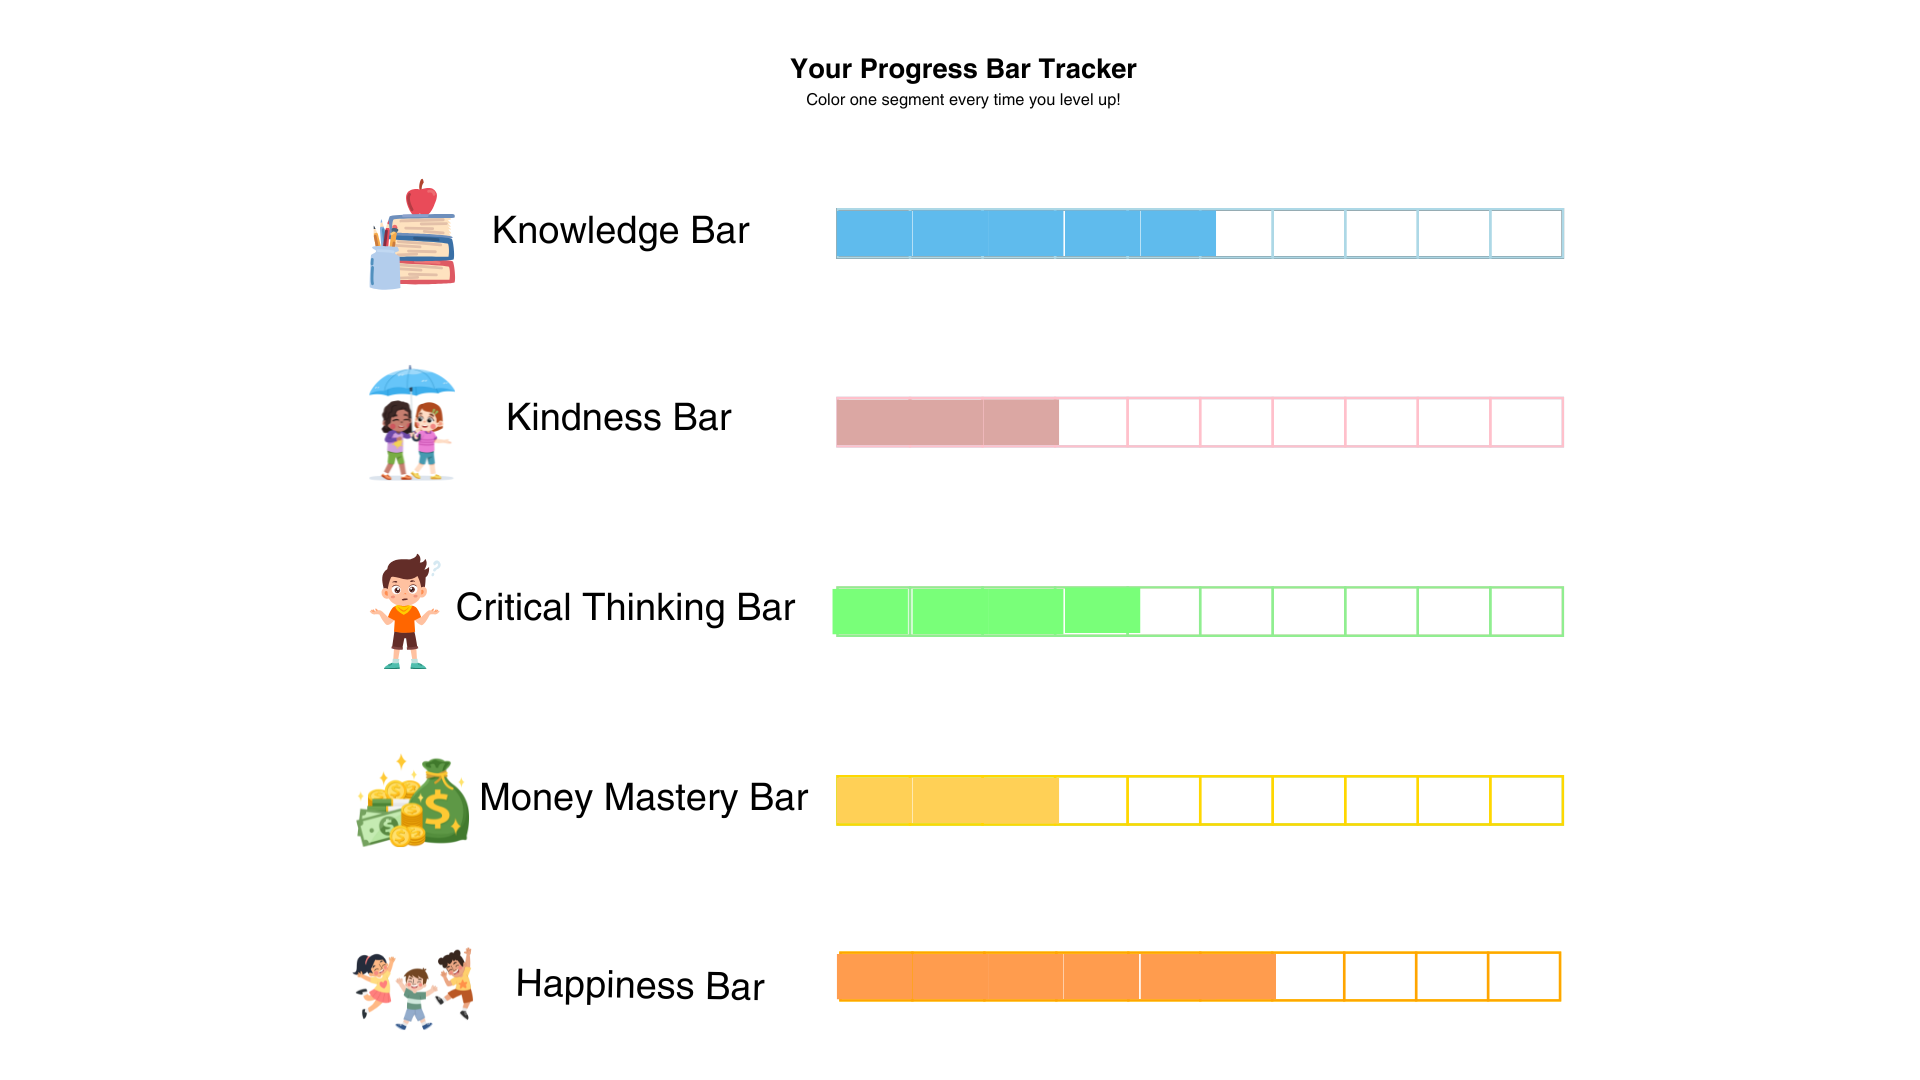 Your Progress Bar Tracker
Color one segment every time you level up!
Knowledge Bar
Kindness Bar
?
Critical Thinking Bar
Money Mastery Bar
$
$
Happiness Bar